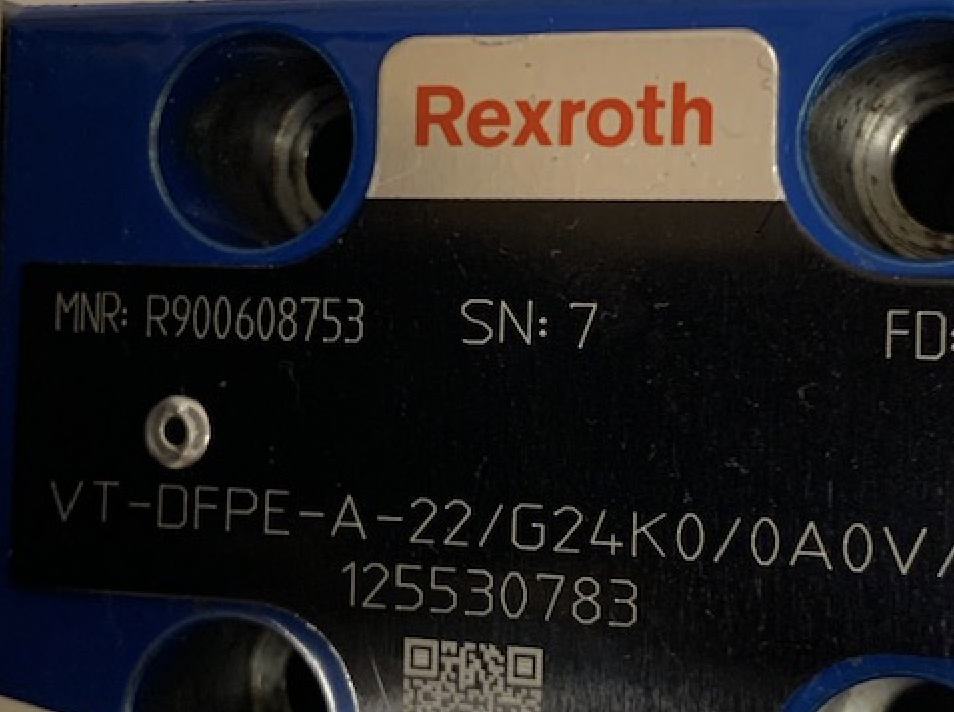 Rexroth
MNR: R900608753 SN: 7 FD:
VT-DFPE-A-22/G24K0/0A0V/
125530783